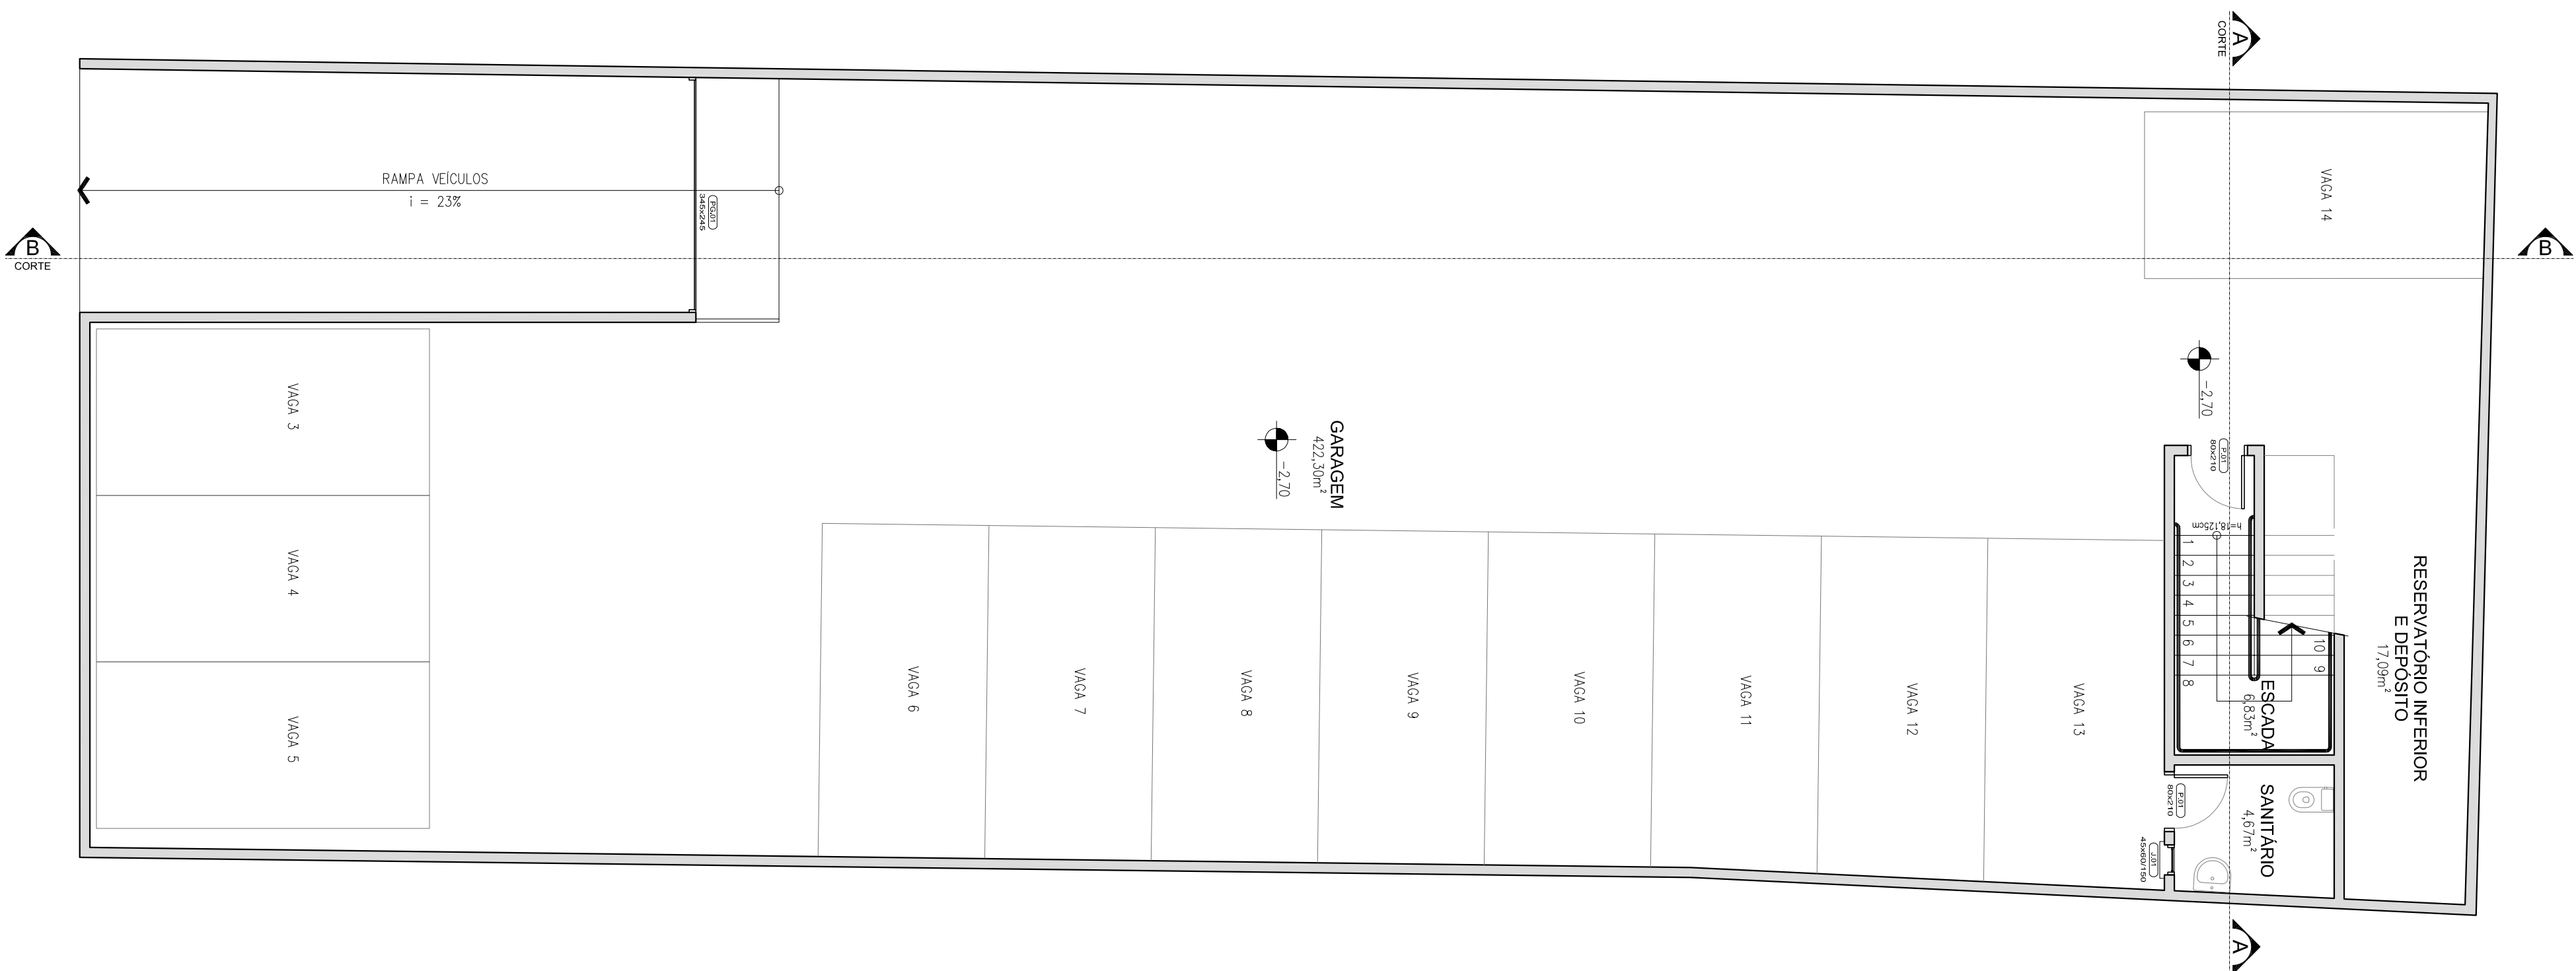 A
CORTE
RAMPA VEÍCULOS
i = 23%
PG.01
345x245
B
CORTE
B
VAGA 14
VAGA 3
VAGA 4
VAGA 5
GARAGEM
422,30m²
-2,70
-2,70
P.01
80x210
h=18,125cm
1
2
3
4
5
6
7
8
10
9
ESCADA
6,83m²
RESERVATÓRIO INFERIOR
E DEPÓSITO
17,09m²
VAGA 6
VAGA 7
VAGA 8
VAGA 9
VAGA 10
VAGA 11
VAGA 12
VAGA 13
P.01
80x210
SANITÁRIO
4,67m²
J.01
45x60/150
A